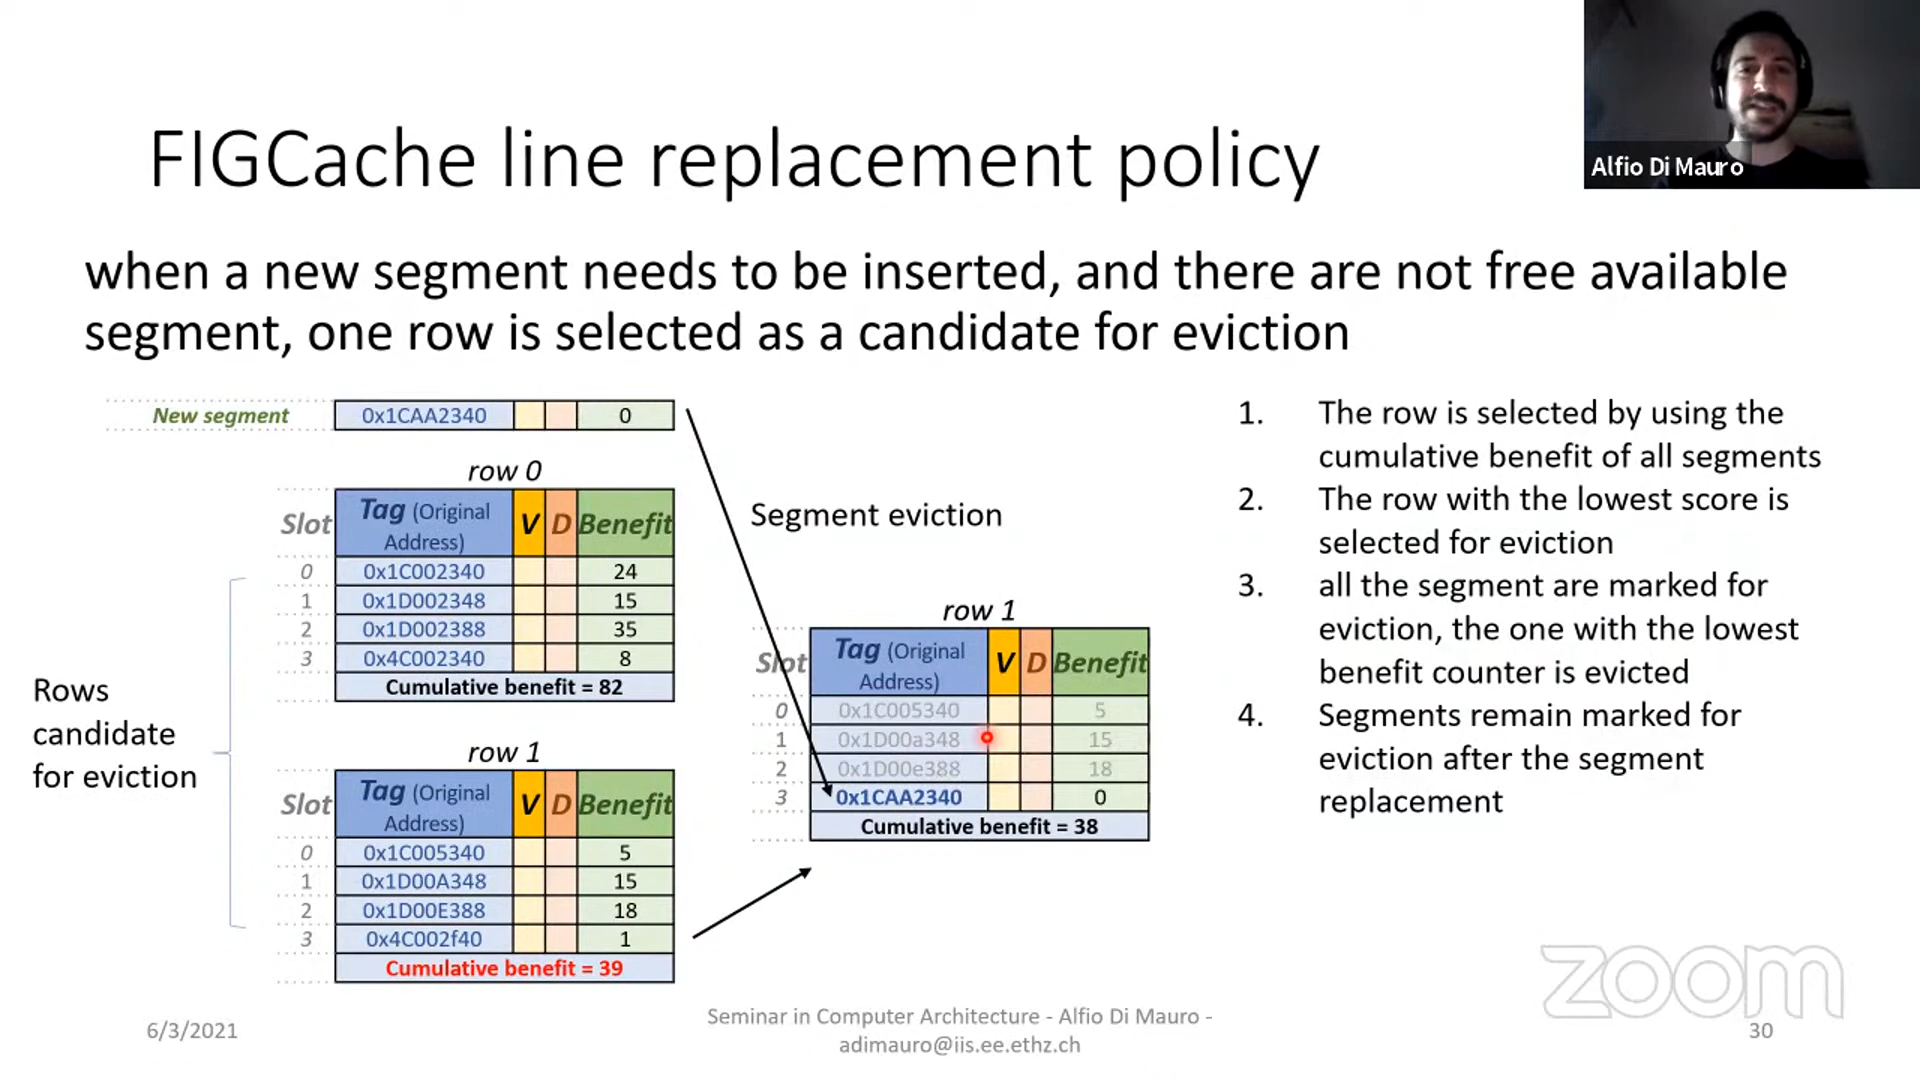 Alfio Di Mauro
FIGCache line replacement policy
when a new segment needs to be inserted, and there are not free available
segment, one row is selected as a candidate for eviction
New segment 0x1CAA2340 0
row 0
Slot Tag (Original Address) V D Benefit
0 0x1C002340 24
1 0x1D002348 15
2 0x1D002388 35
3 0x4C002340 8
Cumulative benefit = 82
Rows
candidate
for eviction
row 1
Slot Tag (Original Address) V D Benefit
0 0x1C005340 5
1 0x1D00A348 15
2 0x1D00E388 18
3 0x4C002f40 1
Cumulative benefit = 39
Segment eviction
row 1
Slot Tag (Original Address) V D Benefit
0 0x1C005340 5
1 0x1D00a348 15
2 0x1D00e388 18
3 0x1CAA2340 0
Cumulative benefit = 38
1. The row is selected by using the
cumulative benefit of all segments
2. The row with the lowest score is
selected for eviction
3. all the segment are marked for
eviction, the one with the lowest
benefit counter is evicted
4. Segments remain marked for
eviction after the segment
replacement
zoom
6/3/2021
Seminar in Computer Architecture - Alfio Di Mauro -
adimauro@iis.ee.ethz.ch
30